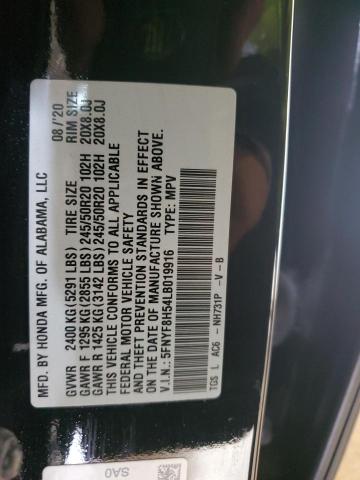 MFD. BY HONDA MFG. OF ALABAMA, LLC 08/'20
GVWR 2400 KG(5291 LBS) TIRE SIZE RIM SIZE
GAWR F 1295 KG(2855 LBS) 245/50R20 102H 20X8.0J
GAWR R 1425 KG(3142 LBS) 245/50R20 102H 20X8.0J
THIS VEHICLE CONFORMS TO ALL APPLICABLE
FEDERAL MOTOR VEHICLE SAFETY
AND THEFT PREVENTION STANDARDS IN EFFECT
ON THE DATE OF MANUFACTURE SHOWN ABOVE.
V.I.N.: 5FNYF8H54LB019916 TYPE: MPV
TGS L AC6 -NH731P -V -B
SA0